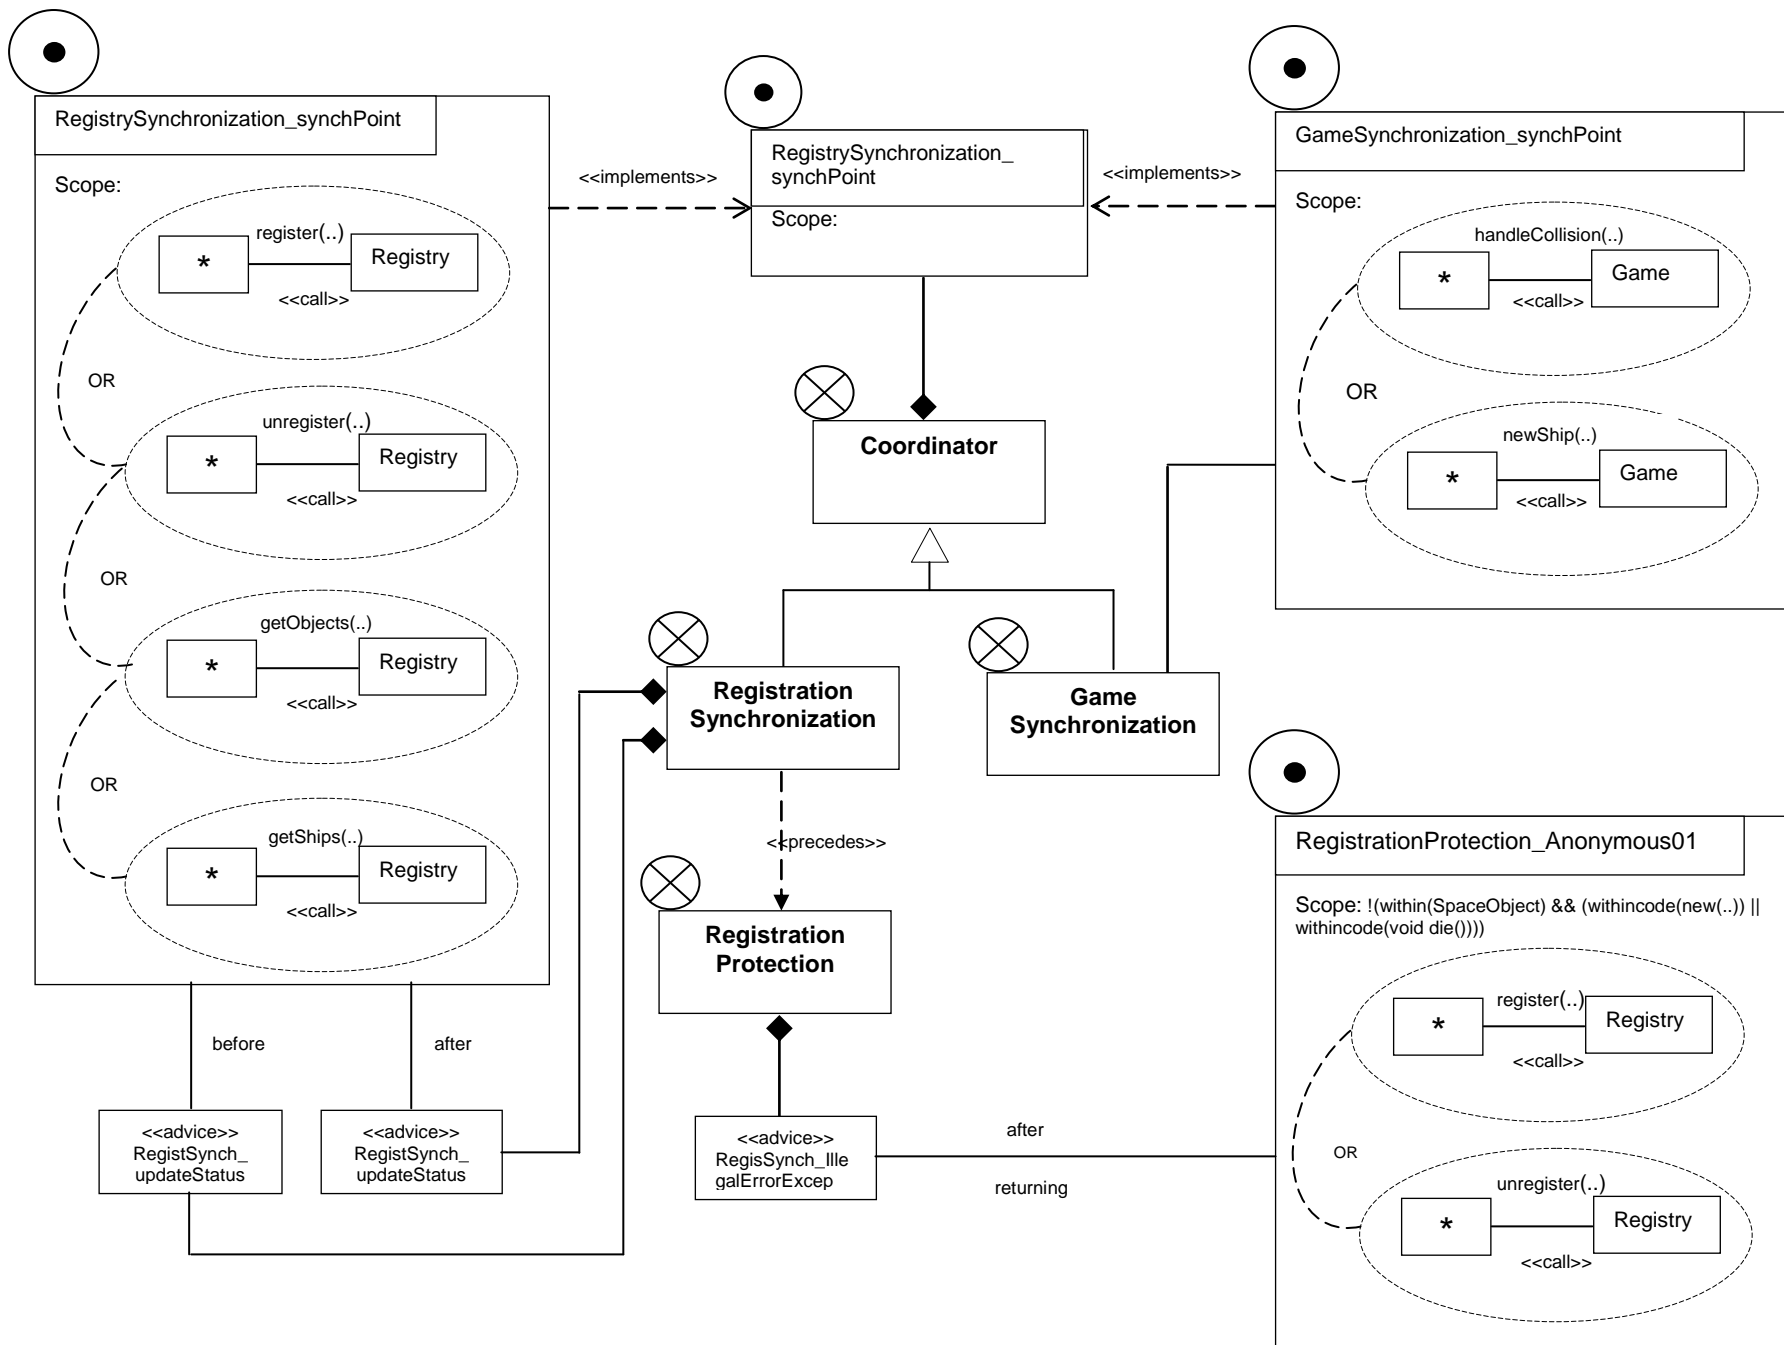 RegistrySynchronization_synchPoint
Scope:
register(..)
*
Registry
<<call>>
OR
unregister(..)
*
Registry
<<call>>
OR
getObjects(..)
*
Registry
<<call>>
OR
getShips(..)
*
Registry
<<call>>
before
after
<<advice>>
RegistSynch_
updateStatus
<<advice>>
RegistSynch_
updateStatus
<<implements>>
RegistrySynchronization_
synchPoint
Scope:
<<implements>>
Coordinator
Registration
Synchronization
Game
Synchronization
<<precedes>>
Registration
Protection
<<advice>>
RegisSynch_Ille
galErrorExcep
after
returning
GameSynchronization_synchPoint
Scope:
handleCollision(..)
*
Game
<<call>>
OR
newShip(..)
*
Game
<<call>>
RegistrationProtection_Anonymous01
Scope: !(within(SpaceObject) && (withincode(new(..)) ||
withincode(void die())))
register(..)
*
Registry
<<call>>
OR
unregister(..)
*
Registry
<<call>>